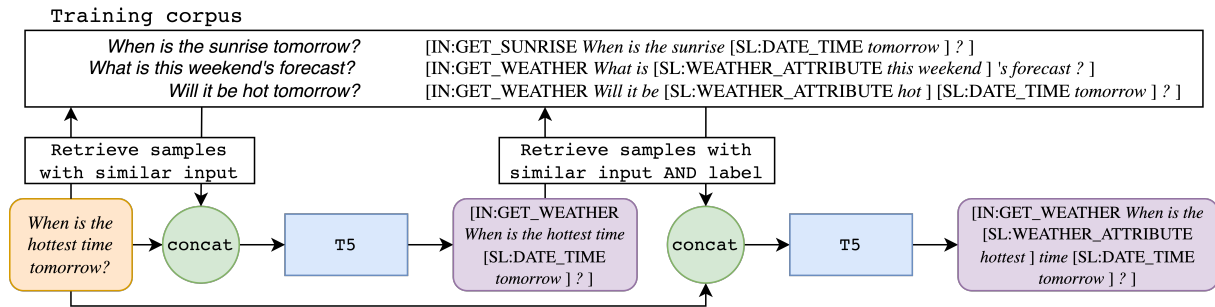 Training corpus
When is the sunrise tomorrow? [IN:GET_SUNRISE When is the sunrise [SL:DATE_TIME tomorrow ] ? ]
What is this weekend's forecast? [IN:GET_WEATHER What is [SL:WEATHER_ATTRIBUTE this weekend ] 's forecast ? ]
Will it be hot tomorrow? [IN:GET_WEATHER Will it be [SL:WEATHER_ATTRIBUTE hot ] [SL:DATE_TIME tomorrow ] ? ]
Retrieve samples
with similar input
Retrieve samples with
similar input AND label
When is the
hottest time
tomorrow?
concat
T5
[IN:GET_WEATHER
When is the hottest time
[SL:DATE_TIME
tomorrow ] ? ]
concat
T5
[IN:GET_WEATHER When is the
[SL:WEATHER_ATTRIBUTE
hottest ] time [SL:DATE_TIME
tomorrow ] ? ]